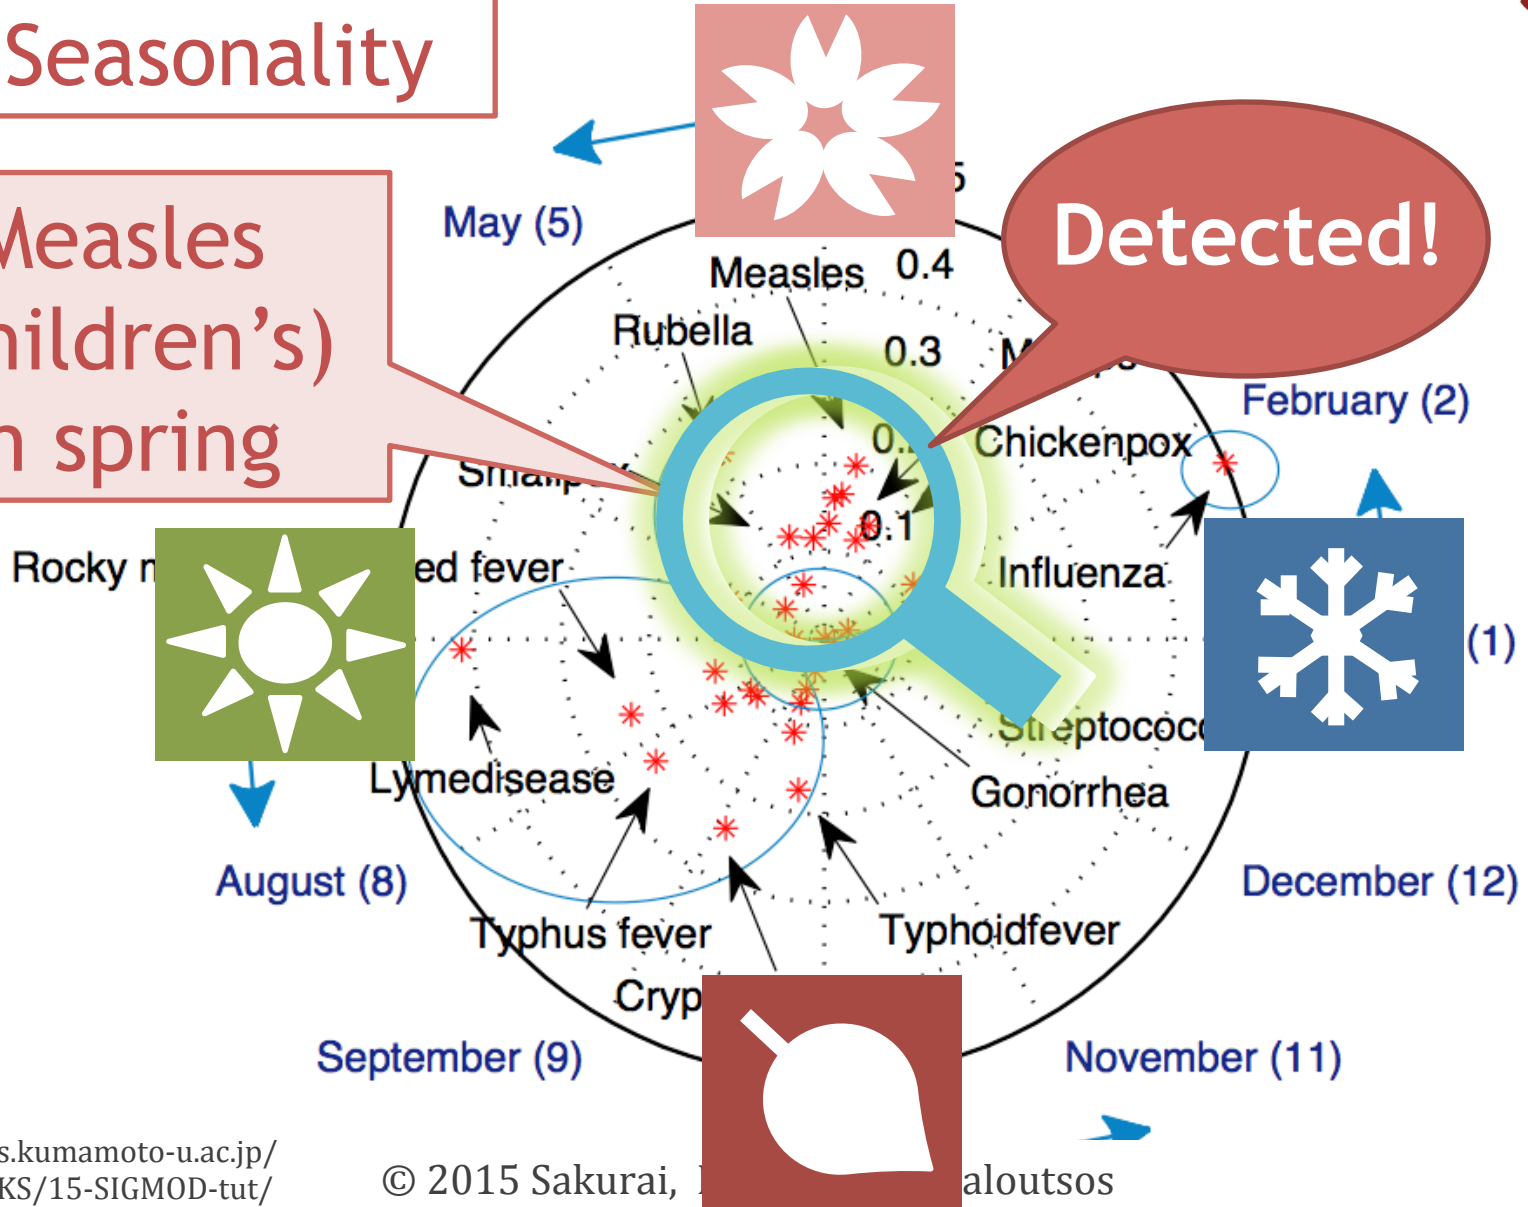 Seasonality
May (5)
Measles
0.4
Detected!
Measles
Rubella
0.3
in spring
February (2)
Chickenpox
0.1
Rocky
ed fever
Influenza
(1)
Lymedisease
Gonorrhea
August (8)
December (12)
Typhus fever
Typhoidfever
September (9)
November (11)
s.kumamoto-u.ac.jp/
KS/15-SIGMOD-tut/
© 2015 Sakurai,
aloutsos